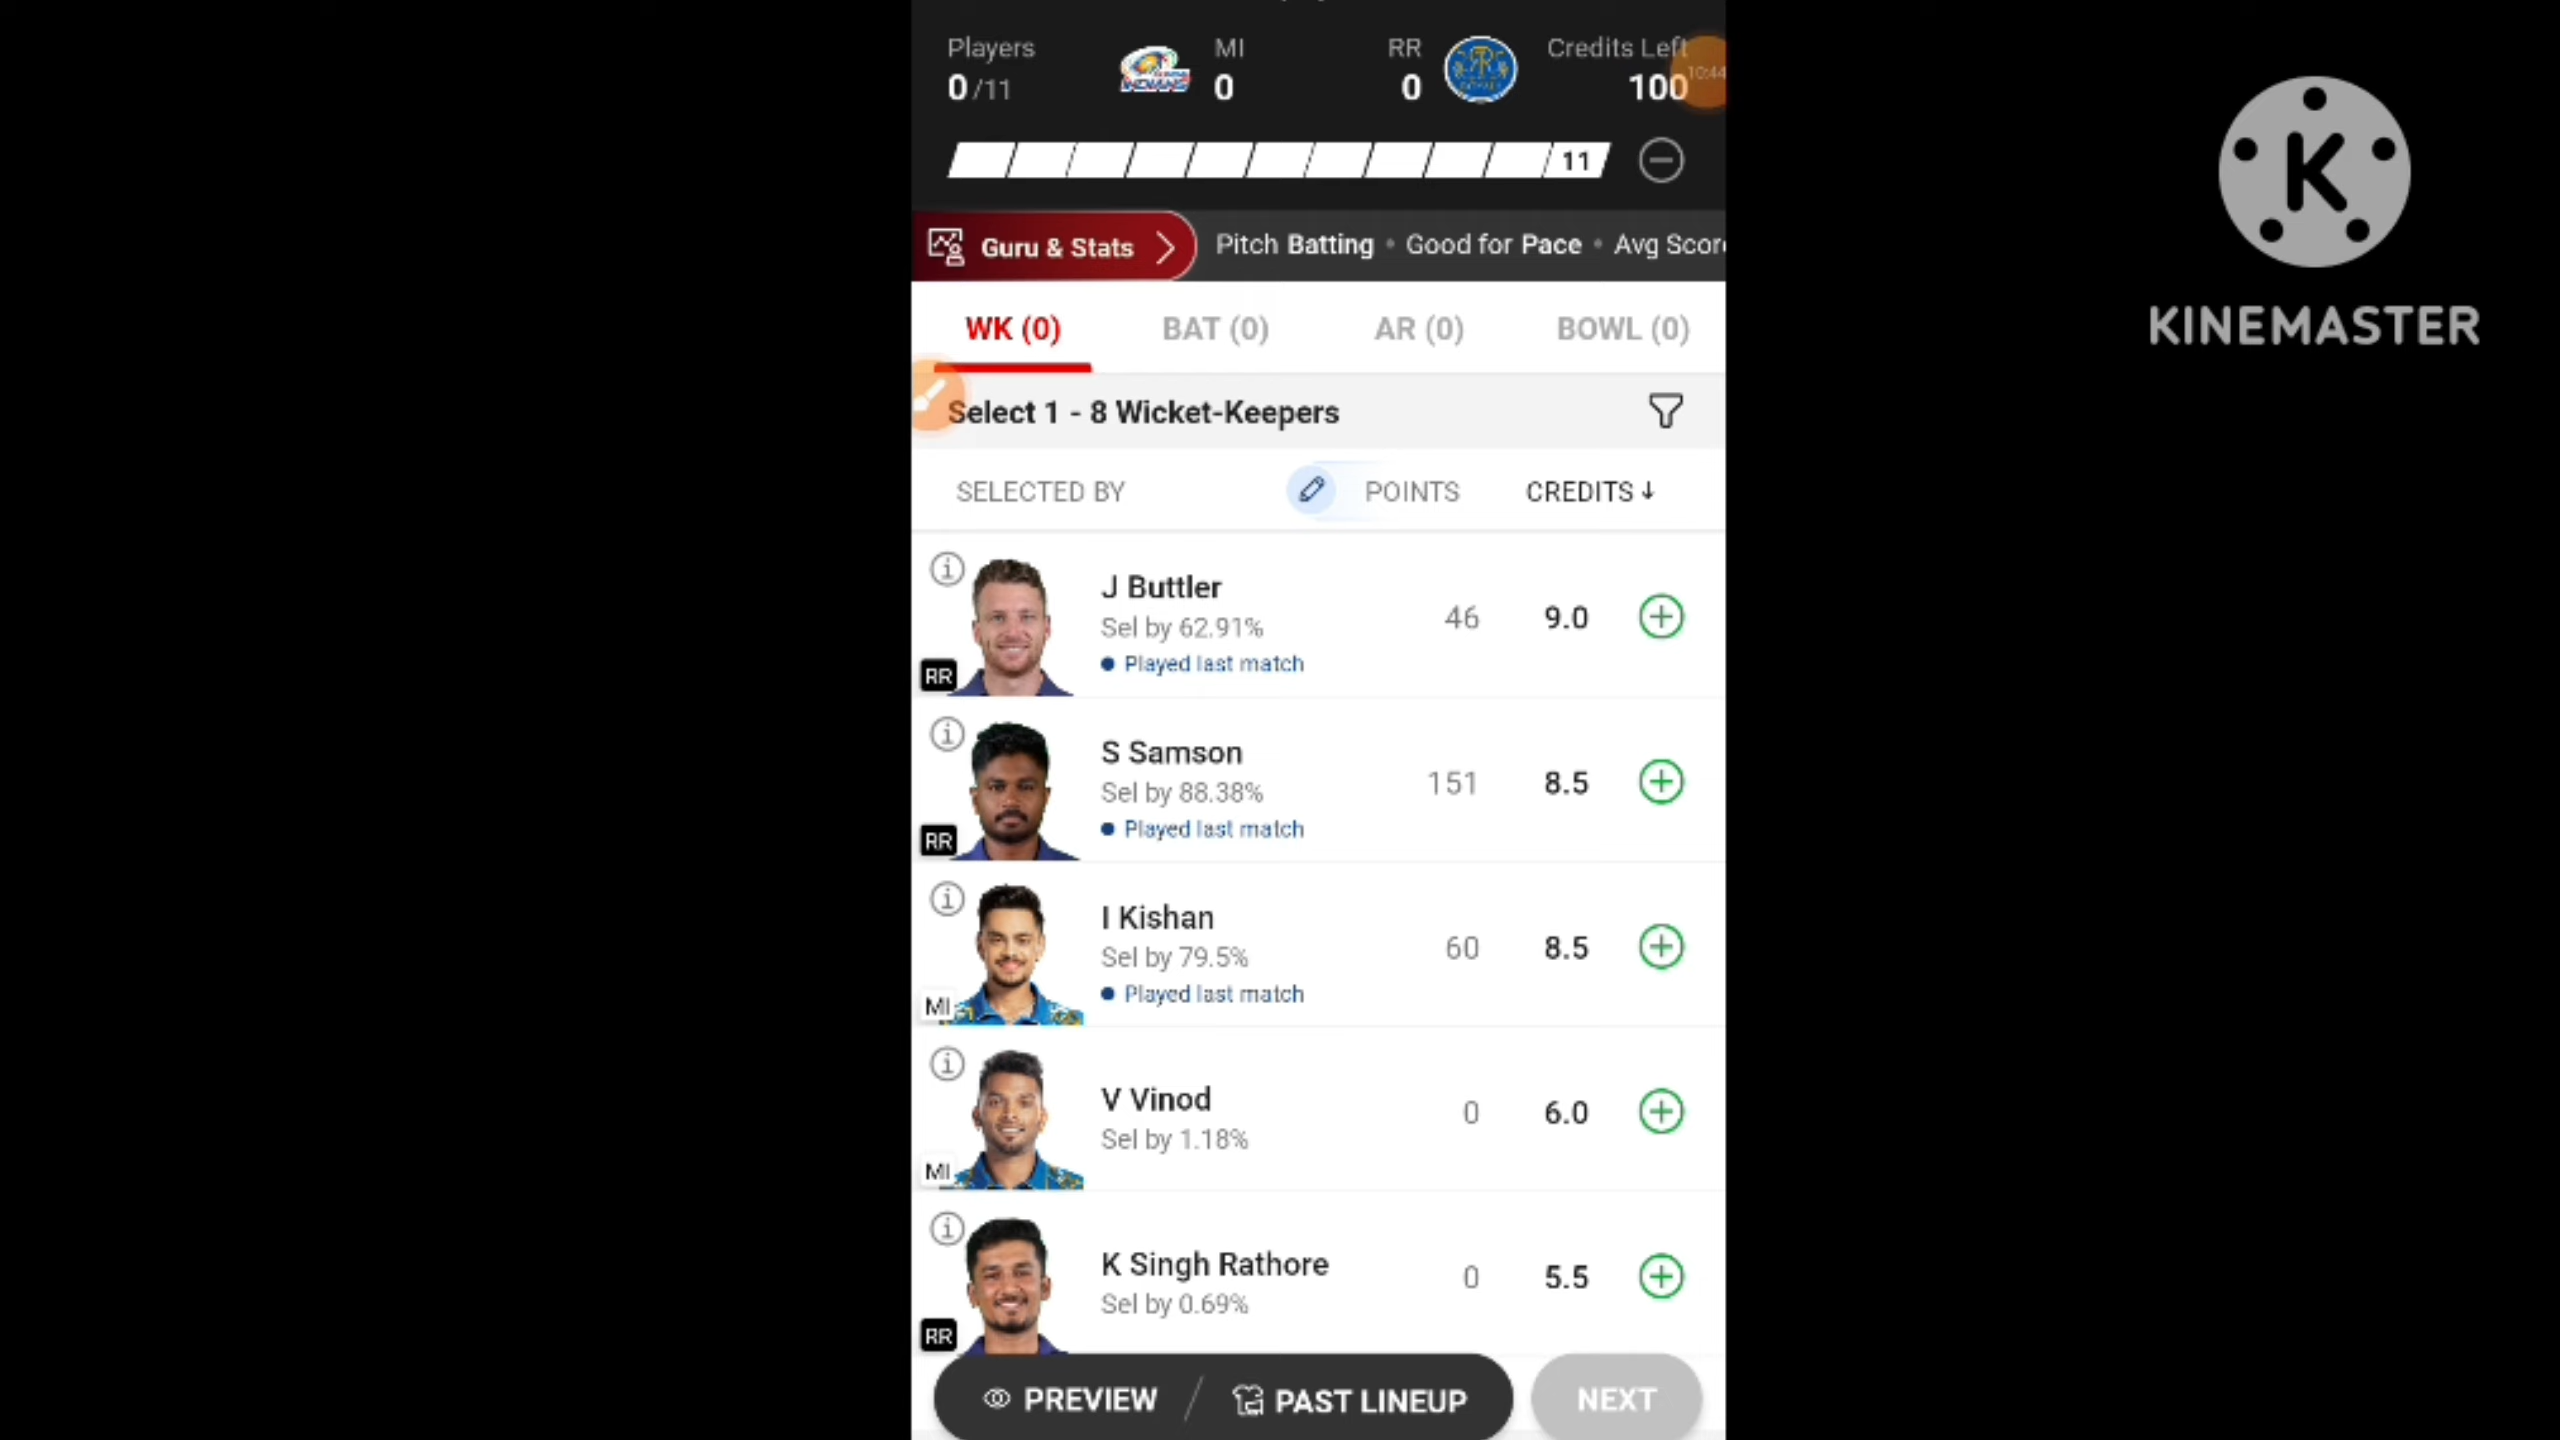 Players MI RR Credits Left
0/11 0 0 100
10:44
INDIANS
11
Guru & Stats Pitch Batting • Good for Pace • Avg Score
WK (0) BAT (0) AR (0) BOWL (0)
Select 1 - 8 Wicket-Keepers
SELECTED BY POINTS CREDITS ↓
J Buttler
Sel by 62.91% 46 9.0
Played last match
RR
S Samson
Sel by 88.38% 151 8.5
Played last match
RR
I Kishan
Sel by 79.5% 60 8.5
Played last match
MI
V Vinod
Sel by 1.18% 0 6.0
MI
K Singh Rathore
Sel by 0.69% 0 5.5
RR
PREVIEW / PAST LINEUP NEXT
K
KINEMASTER